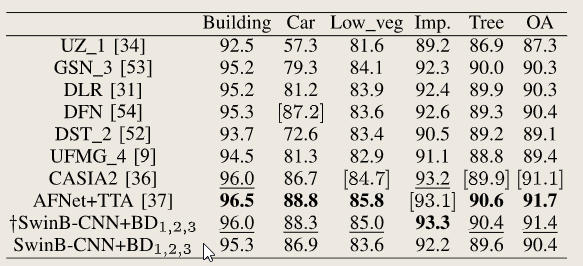 Building Car Low_veg Imp. Tree OA
UZ_1 [34] 92.5 57.3 81.6 89.2 86.9 87.3
GSN_3 [53] 95.2 79.3 84.1 92.3 90.0 90.3
DLR [31] 95.2 81.2 83.9 92.4 89.9 90.3
DFN [54] 95.3 [87.2] 83.6 92.6 89.3 90.4
DST_2 [52] 93.7 72.6 83.4 90.5 89.2 89.1
UFMG_4 [9] 94.5 81.3 82.9 91.1 88.8 89.4
CASIA2 [36] 96.0 86.7 [84.7] 93.2 [89.9] [91.1]
AFNet+TTA [37] 96.5 88.8 85.8 [93.1] 90.6 91.7
†SwinB-CNN+BD1,2,3 96.0 88.3 85.0 93.3 90.4 91.4
SwinB-CNN+BD1,2,3 95.3 86.9 83.6 92.2 89.6 90.4